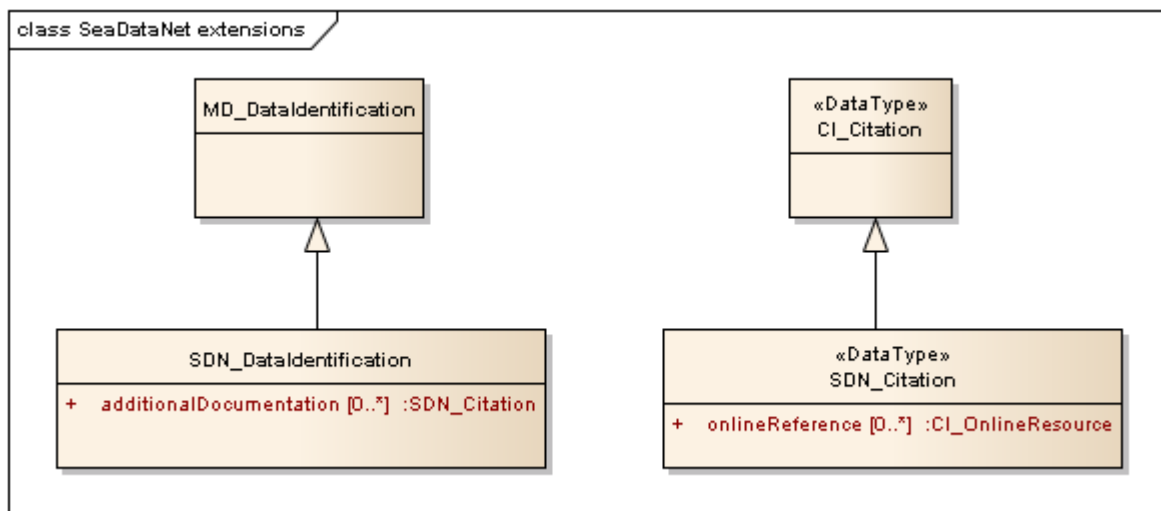 class SeaDataNet extensions
MD_DataIdentification
«DataType»
CI_Citation
SDN_DataIdentification
+ additionalDocumentation [0..*] :SDN_Citation
«DataType»
SDN_Citation
+ onlineReference [0..*] :CI_OnlineResource